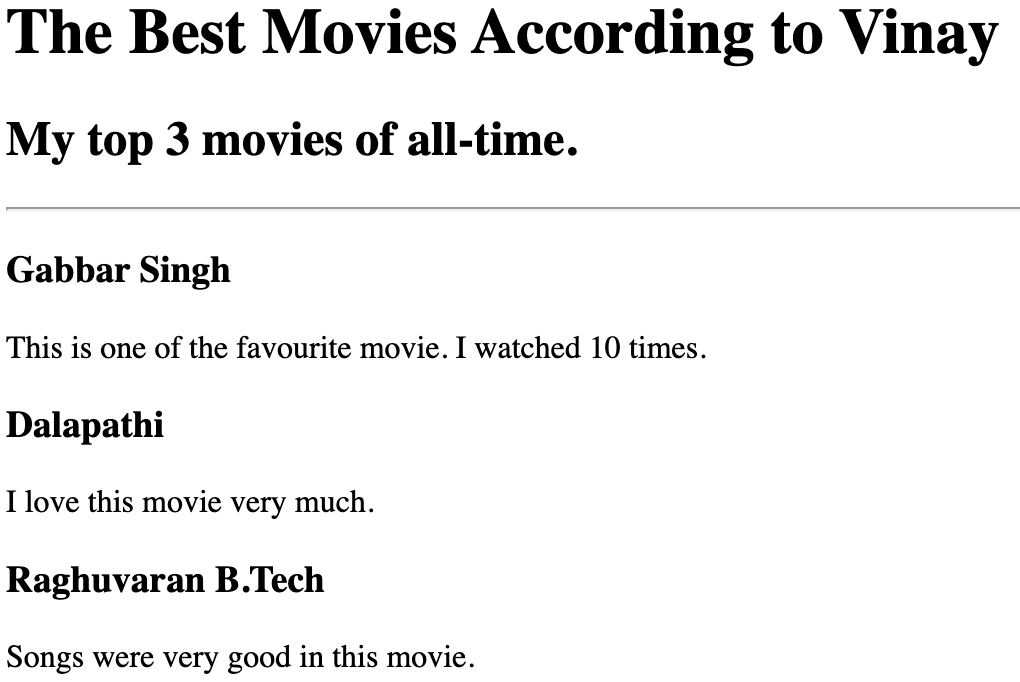 The Best Movies According to Vinay
My top 3 movies of all-time.
Gabbar Singh
This is one of the favourite movie. I watched 10 times.
Dalapathi
I love this movie very much.
Raghuvaran B.Tech
Songs were very good in this movie.